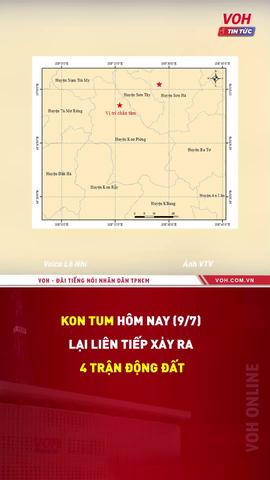 VOH
TIN TỨC
Huyện Nam Trà My
Huyện Sơn Tây
Huyện Sơn Hà
Vị trí chấn tâm
Huyện Tu Mơ Rông
Huyện Kon Plông
Huyện Ba Tơ
Huyện Đắk Hà
Huyện Kon Rẫy
Huyện An Lão
Huyện KBang
Voice Lê Nhi
Ảnh VTV
VOH - ĐÀI TIẾNG NÓI NHÂN DÂN TPHCM
VOH.COM.VN
KON TUM HÔM NAY (9/7)
LẠI LIÊN TIẾP XẢY RA
4 TRẬN ĐỘNG ĐẤT
VOH ONLINE